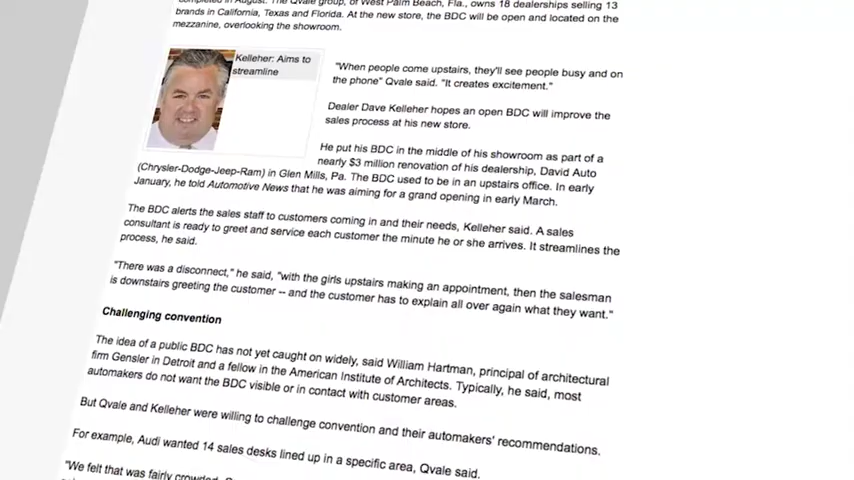 completed in August. The Qvale group, of West Palm Beach, Fla., owns 18 dealerships selling 13
brands in California, Texas and Florida. At the new store, the BDC will be open and located on the
mezzanine, overlooking the showroom.
Kelleher: Aims to
streamline
"When people come upstairs, they'll see people busy and on
the phone" Qvale said. "It creates excitement."
Dealer Dave Kelleher hopes an open BDC will improve the
sales process at his new store.
He put his BDC in the middle of his showroom as part of a
nearly $3 million renovation of his dealership, David Auto
(Chrysler-Dodge-Jeep-Ram) in Glen Mills, Pa. The BDC used to be in an upstairs office. In early
January, he told Automotive News that he was aiming for a grand opening in early March.
The BDC alerts the sales staff to customers coming in and their needs, Kelleher said. A sales
consultant is ready to greet and service each customer the minute he or she arrives. It streamlines the
process, he said.
"There was a disconnect," he said, "with the girls upstairs making an appointment, then the salesman
is downstairs greeting the customer -- and the customer has to explain all over again what they want."
Challenging convention
The idea of a public BDC has not yet caught on widely, said William Hartman, principal of architectural
firm Gensler in Detroit and a fellow in the American Institute of Architects. Typically, he said, most
automakers do not want the BDC visible or in contact with customer areas.
But Qvale and Kelleher were willing to challenge convention and their automakers' recommendations.
For example, Audi wanted 14 sales desks lined up in a specific area, Qvale said.
"We felt that was fairly crowded.